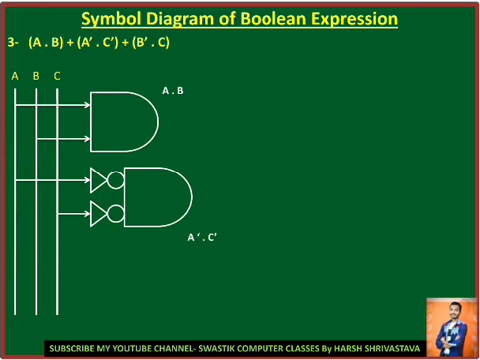 Symbol Diagram of Boolean Expression
3- (A . B) + (A’ . C’) + (B’ . C)
A B C
A . B
A ‘ . C’
SUBSCRIBE MY YOUTUBE CHANNEL- SWASTIK COMPUTER CLASSES By HARSH SHRIVASTAVA